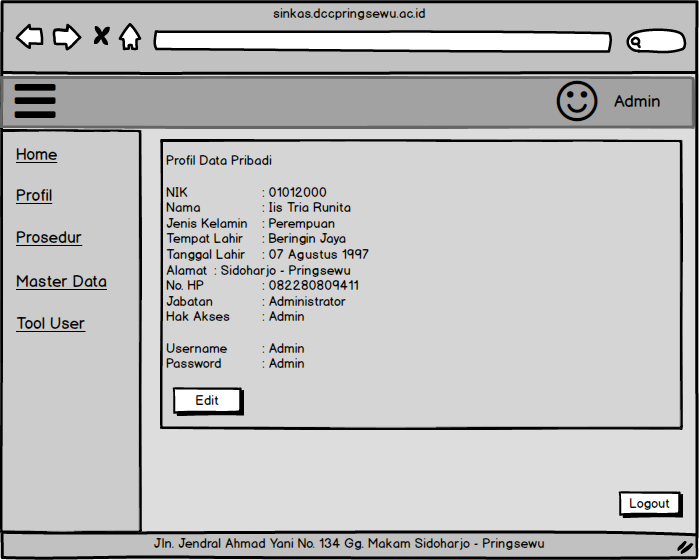 sinkas.dccpringsewu.ac.id
Admin
Home
Profil
Prosedur
Master Data
Tool User
Profil Data Pribadi
NIK : 01012000
Nama : Iis Tria Runita
Jenis Kelamin : Perempuan
Tempat Lahir : Beringin Jaya
Tanggal Lahir : 07 Agustus 1997
Alamat : Sidoharjo - Pringsewu
No. HP : 082280809411
Jabatan : Administrator
Hak Akses : Admin
Username : Admin
Password : Admin
Edit
Logout
Jln. Jendral Ahmad Yani No. 134 Gg. Makam Sidoharjo - Pringsewu